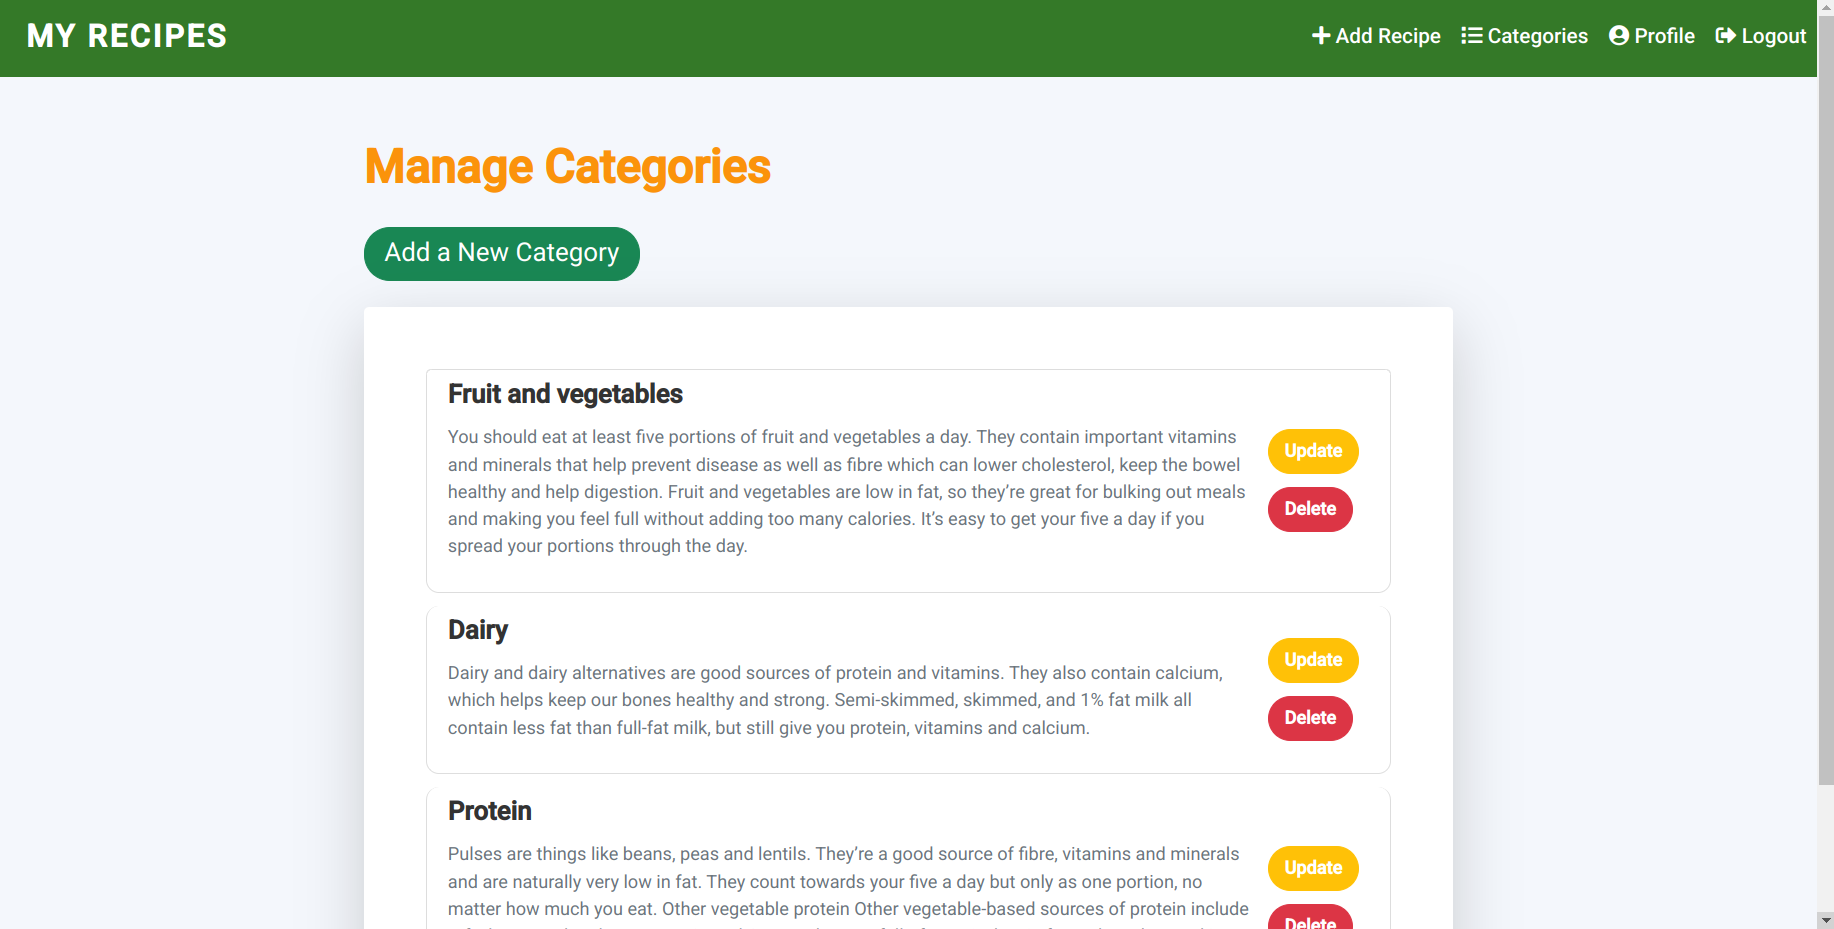 MY RECIPES
Add Recipe
Categories
Profile
Logout
Manage Categories
Add a New Category
Fruit and vegetables
You should eat at least five portions of fruit and vegetables a day. They contain important vitamins
and minerals that help prevent disease as well as fibre which can lower cholesterol, keep the bowel
healthy and help digestion. Fruit and vegetables are low in fat, so they’re great for bulking out meals
and making you feel full without adding too many calories. It’s easy to get your five a day if you
spread your portions through the day.
Update
Delete
Dairy
Dairy and dairy alternatives are good sources of protein and vitamins. They also contain calcium,
which helps keep our bones healthy and strong. Semi-skimmed, skimmed, and 1% fat milk all
contain less fat than full-fat milk, but still give you protein, vitamins and calcium.
Update
Delete
Protein
Pulses are things like beans, peas and lentils. They’re a good source of fibre, vitamins and minerals
and are naturally very low in fat. They count towards your five a day but only as one portion, no
matter how much you eat. Other vegetable protein Other vegetable-based sources of protein include
Update
Delete